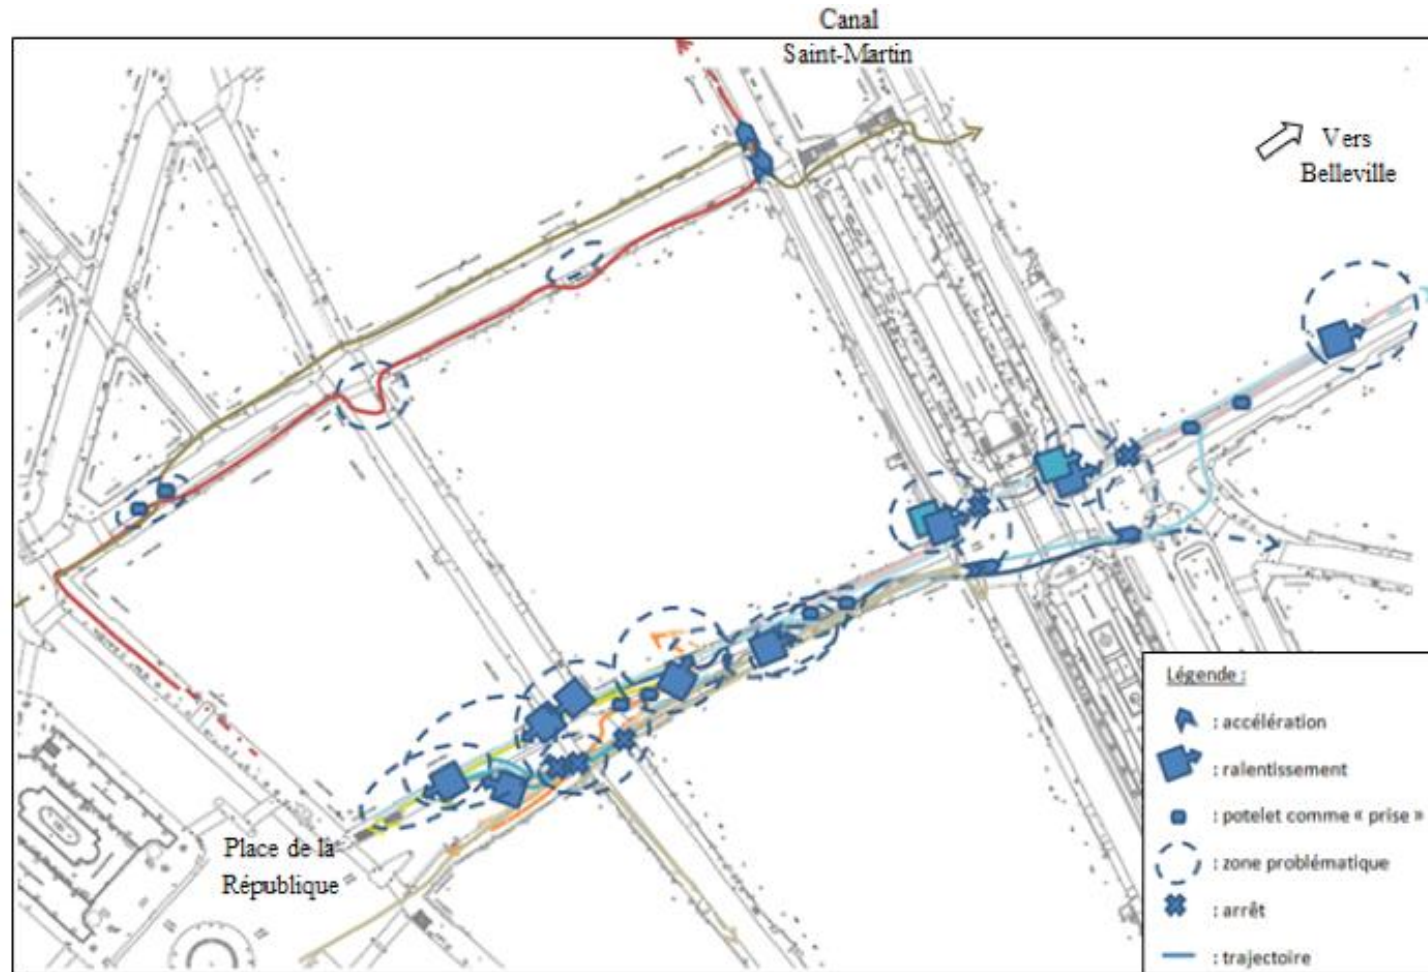 Canal
Saint-Martin
Vers
Belleville
Place de la
République
Légende :
: accélération
: ralentissement
: potelet comme « prise »
: zone problématique
: arrêt
: trajectoire